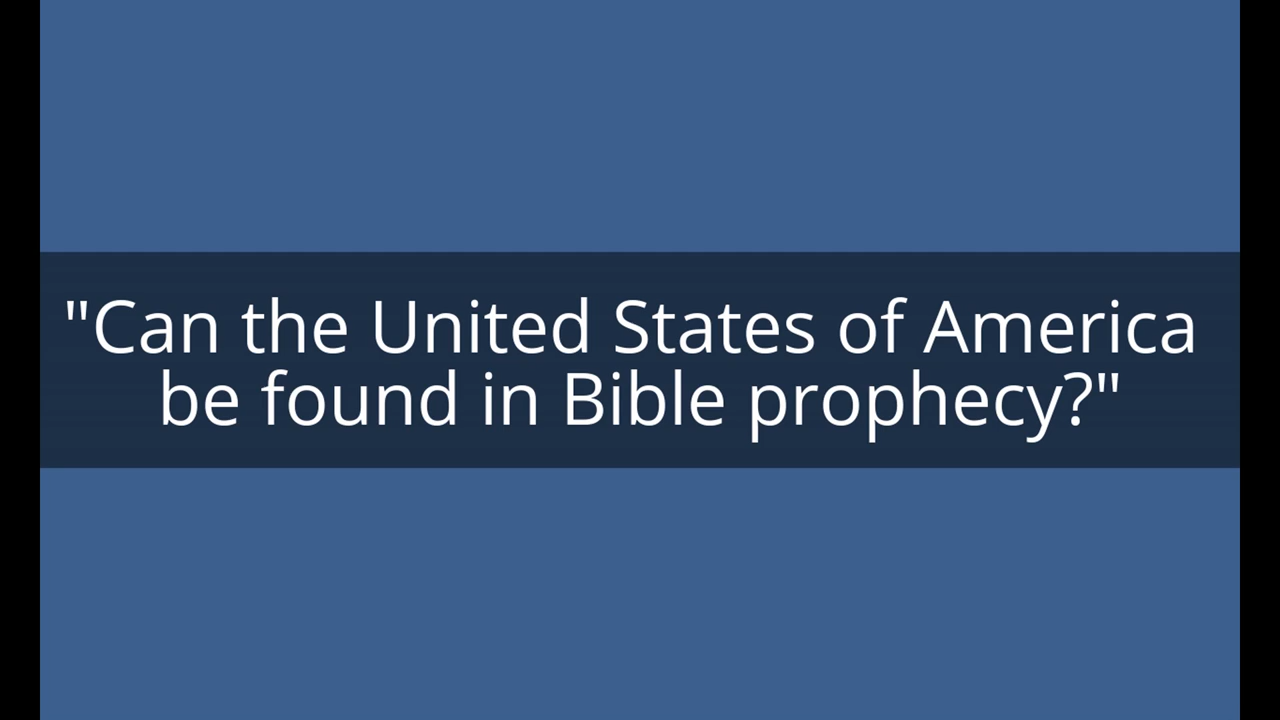 "Can the United States of America
be found in Bible prophecy?"